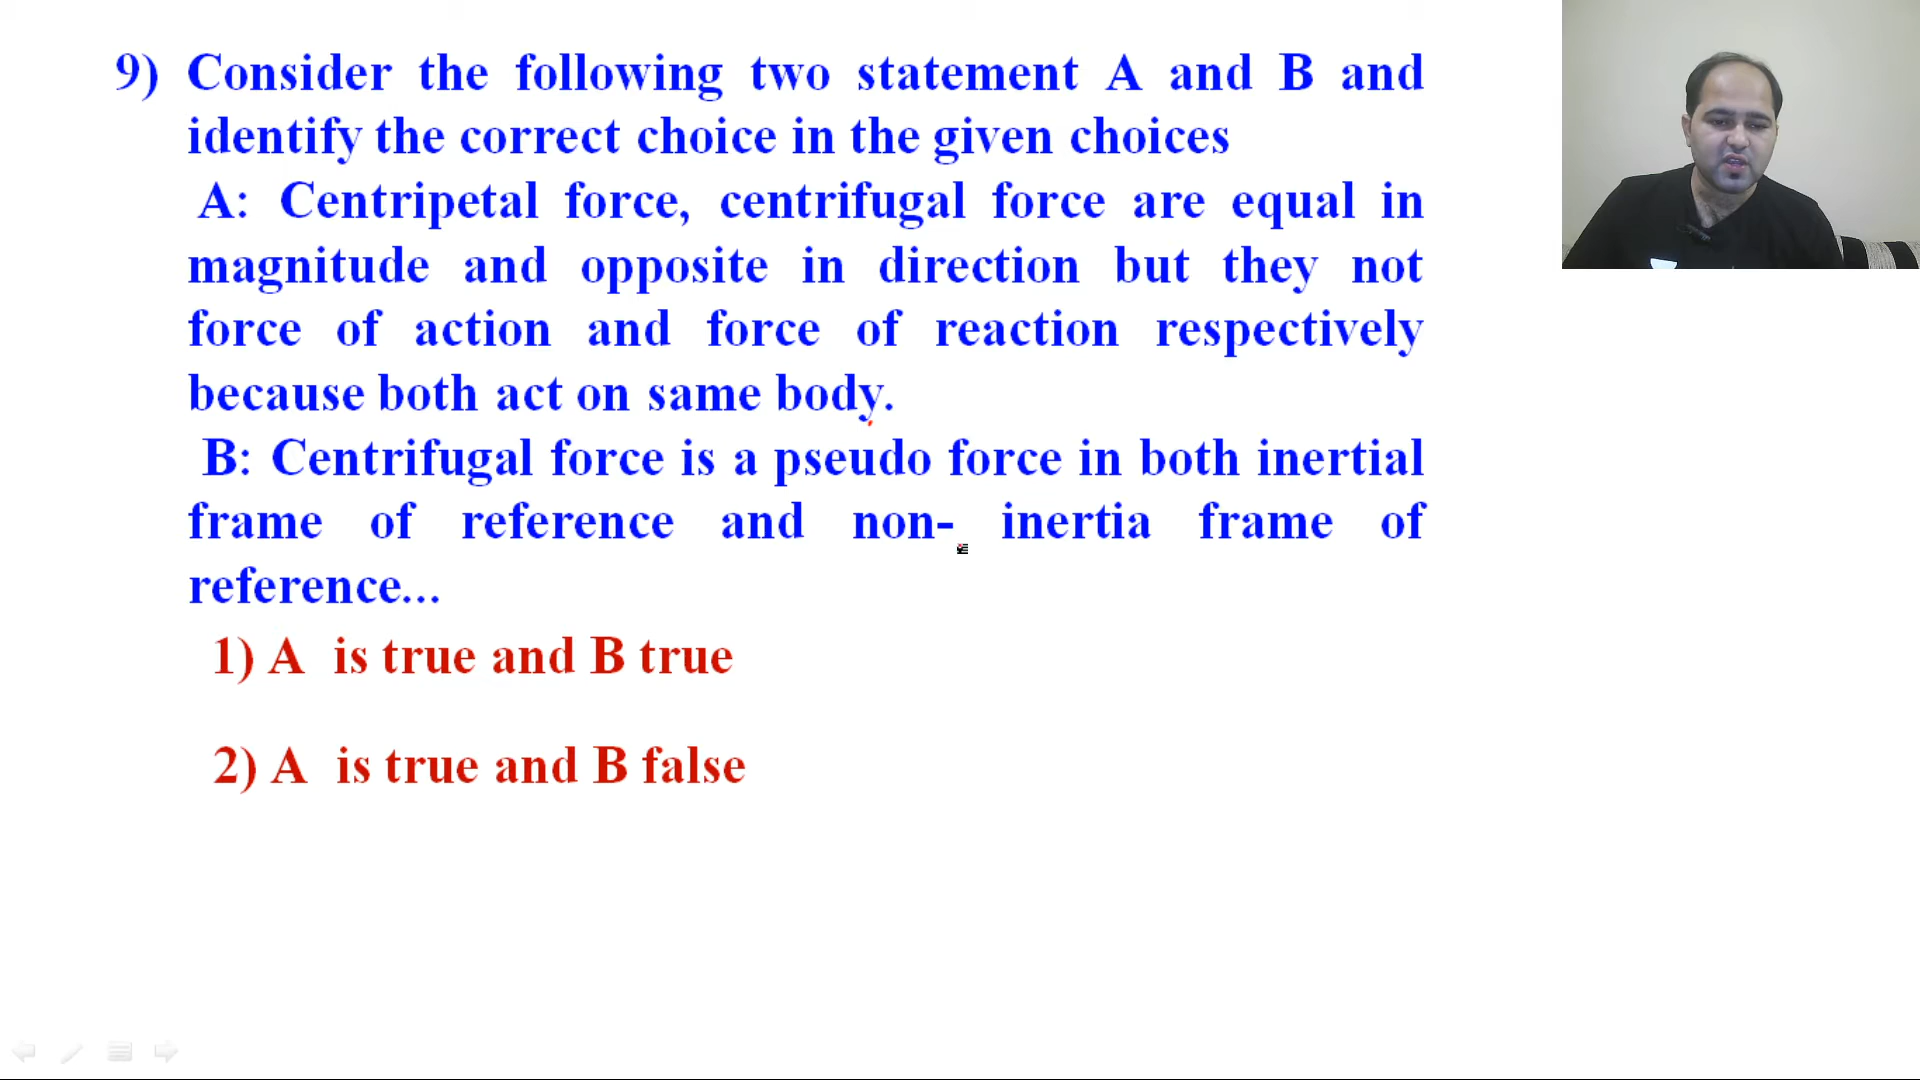 9) Consider the following two statement A and B and
identify the correct choice in the given choices
A: Centripetal force, centrifugal force are equal in
magnitude and opposite in direction but they not
force of action and force of reaction respectively
because both act on same body.
B: Centrifugal force is a pseudo force in both inertial
frame of reference and non- inertia frame of
reference...
1) A is true and B true
2) A is true and B false